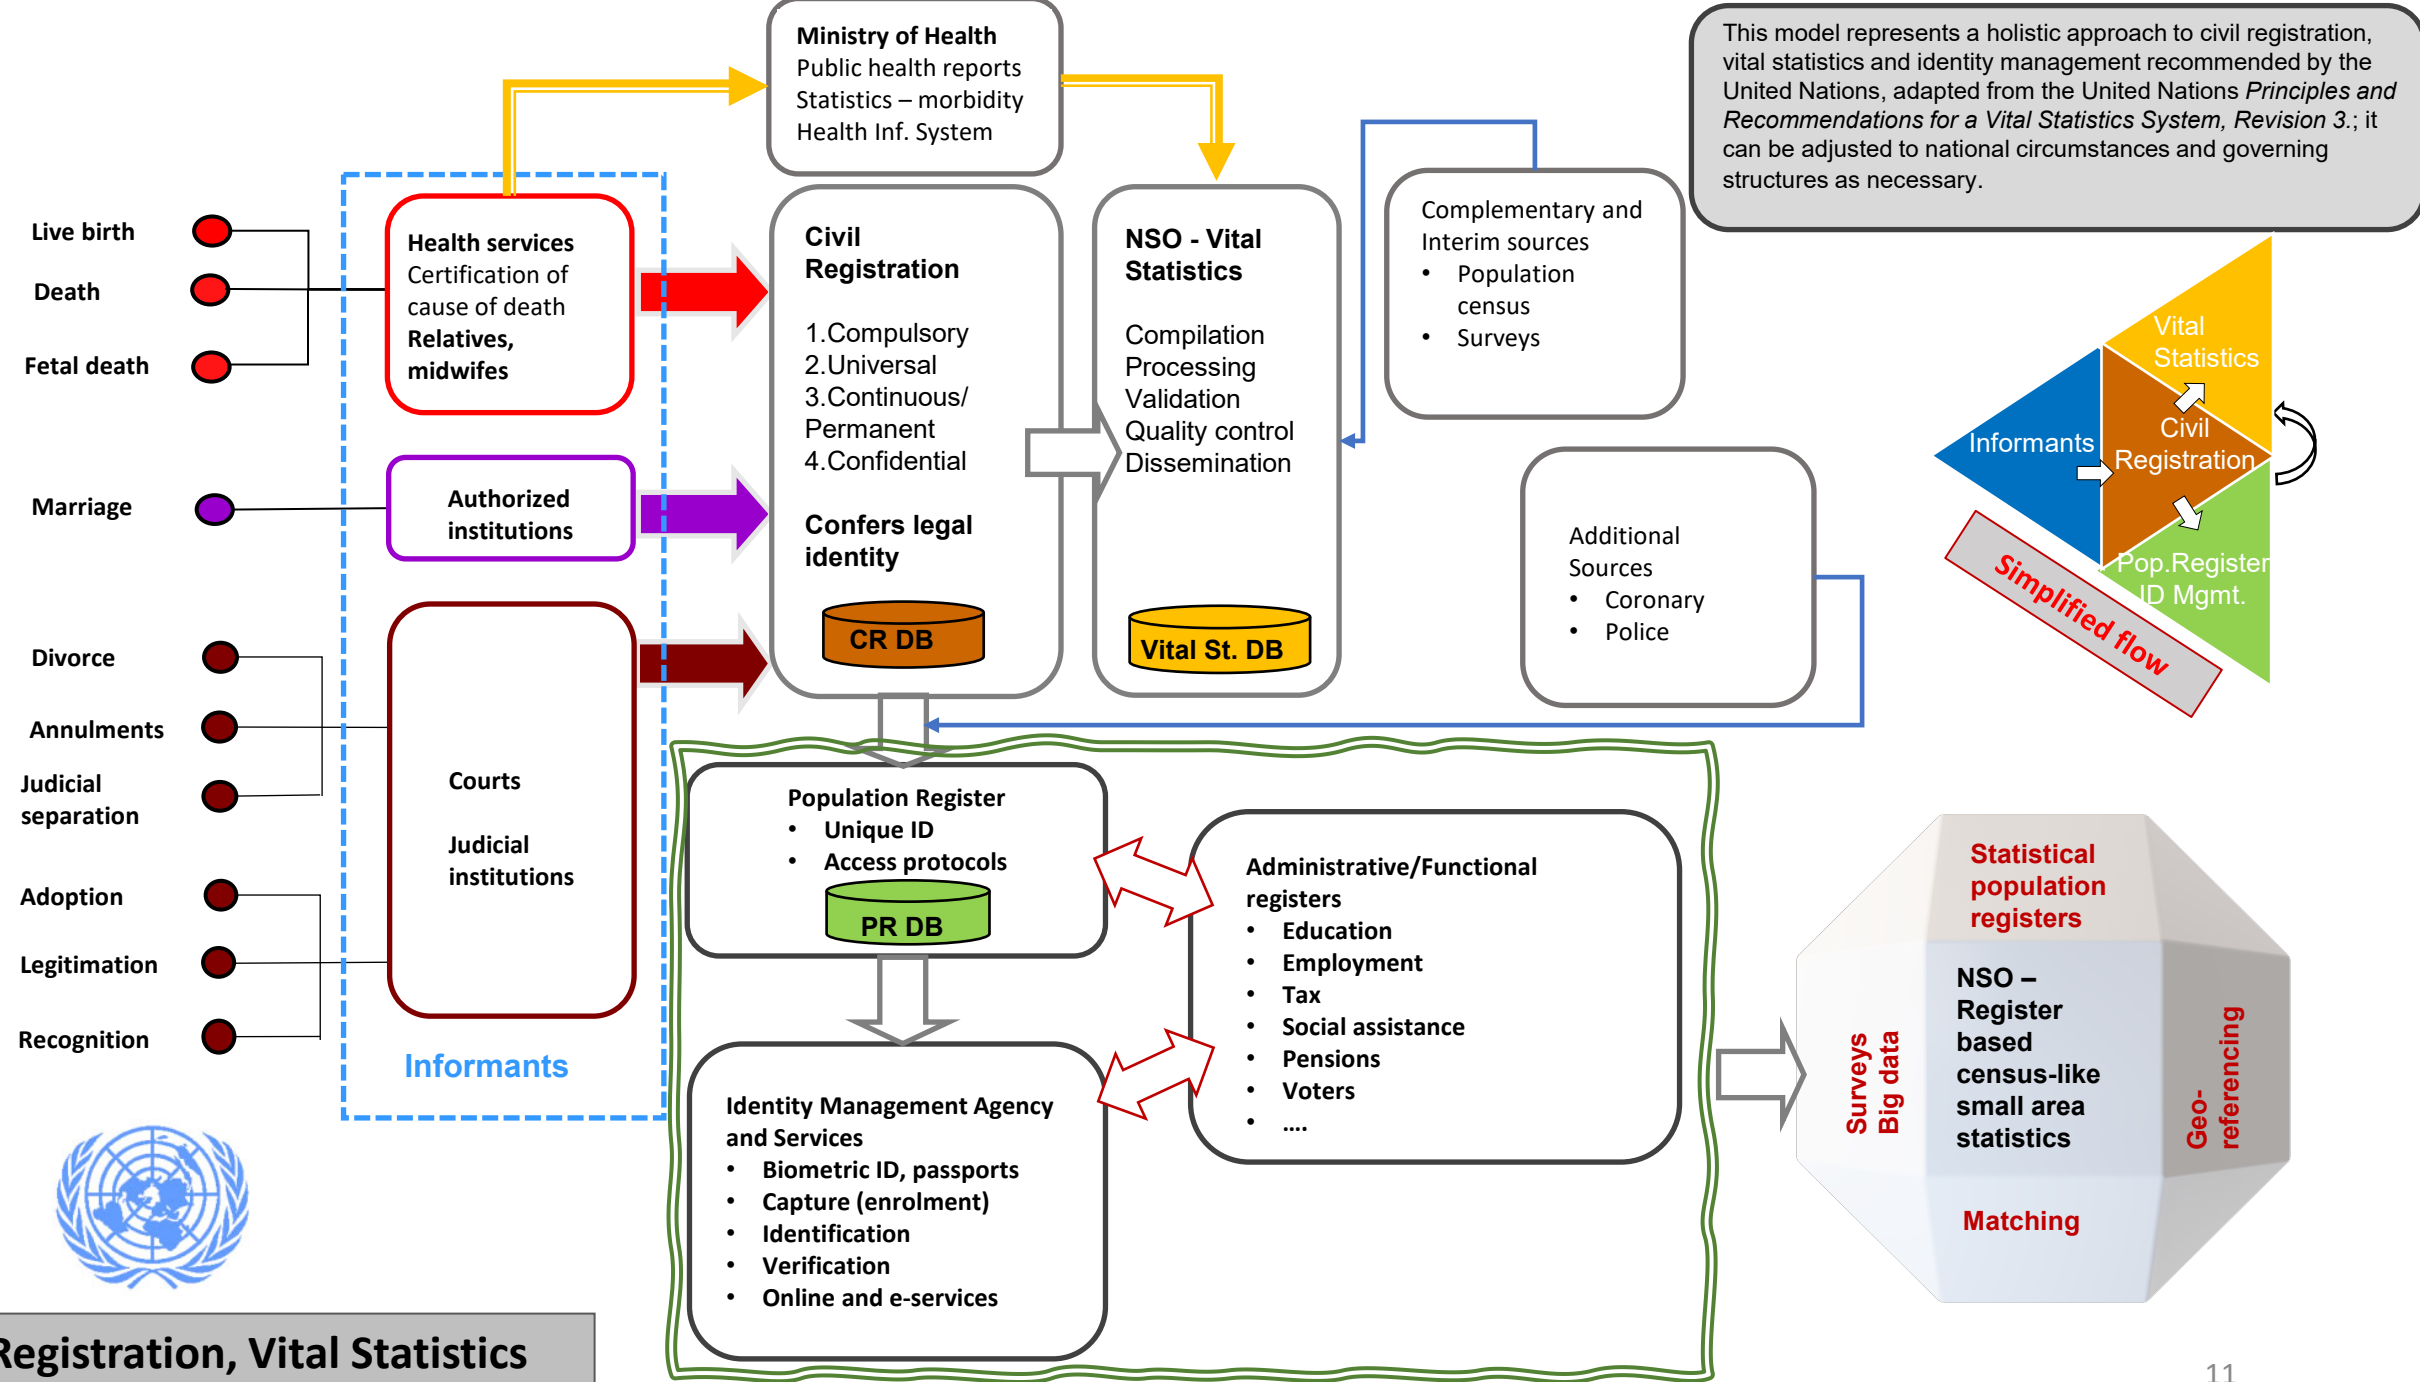 Ministry of Health
Public health reports
Statistics – morbidity
Health Inf. System
This model represents a holistic approach to civil registration,
vital statistics and identity management recommended by the
United Nations, adapted from the United Nations Principles and
Recommendations for a Vital Statistics System, Revision 3.; it
can be adjusted to national circumstances and governing
structures as necessary.
Live birth
Death
Fetal death
Marriage
Divorce
Annulments
Judicial
separation
Adoption
Legitimation
Recognition
Health services
Certification of
cause of death
Relatives,
midwifes
Authorized
institutions
Courts
Judicial
institutions
Informants
Civil
Registration
1.Compulsory
2.Universal
3.Continuous/
Permanent
4.Confidential
Confers legal
identity
CR DB
NSO - Vital
Statistics
Compilation
Processing
Validation
Quality control
Dissemination
Vital St. DB
Complementary and
Interim sources
• Population
census
• Surveys
Additional
Sources
• Coronary
• Police
Vital
Statistics
Informants
Civil
Registration
Pop.Register
ID Mgmt.
Simplified flow
Population Register
• Unique ID
• Access protocols
PR DB
Identity Management Agency
and Services
• Biometric ID, passports
• Capture (enrolment)
• Identification
• Verification
• Online and e-services
Administrative/Functional
registers
• Education
• Employment
• Tax
• Social assistance
• Pensions
• Voters
• ....
Statistical
population
registers
Surveys
Big data
NSO –
Register
based
census-like
small area
statistics
Geo-
referencing
Matching
Registration, Vital Statistics
11